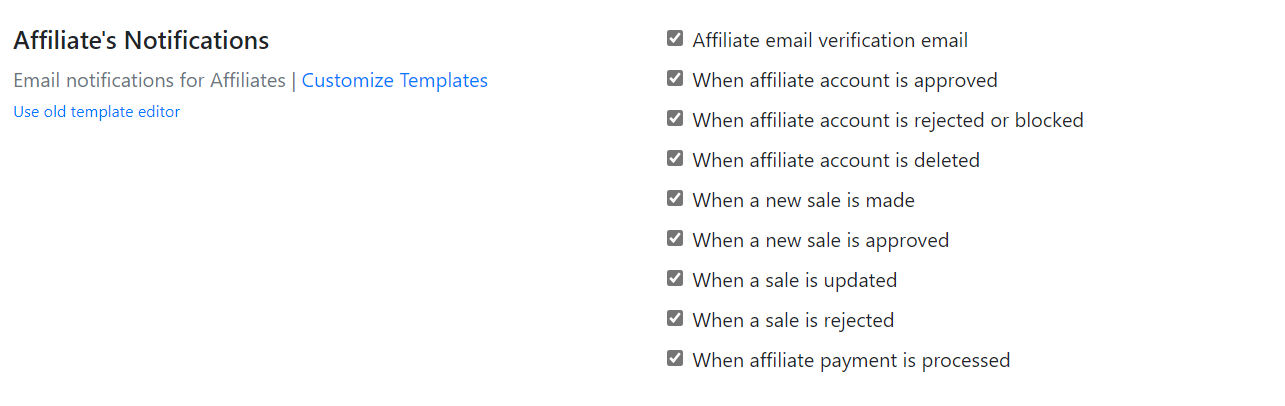 Affiliate's Notifications
Email notifications for Affiliates | Customize Templates
Use old template editor
Affiliate email verification email
When affiliate account is approved
When affiliate account is rejected or blocked
When affiliate account is deleted
When a new sale is made
When a new sale is approved
When a sale is updated
When a sale is rejected
When affiliate payment is processed